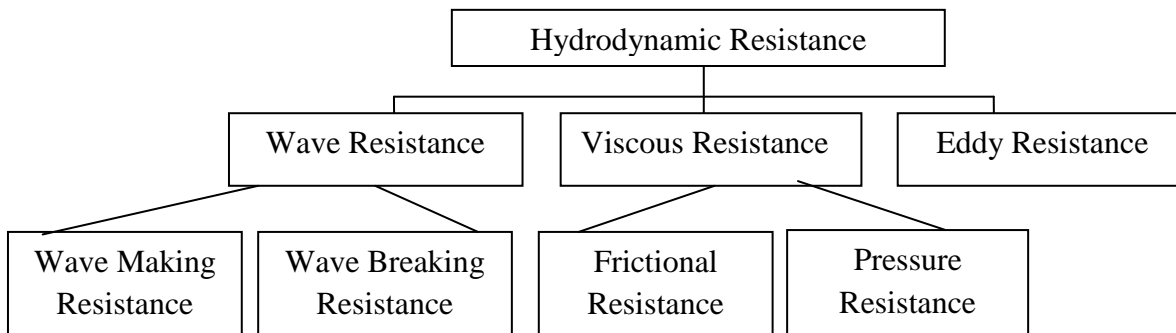 Hydrodynamic Resistance
Wave Resistance
Viscous Resistance
Eddy Resistance
Wave Making
Resistance
Wave Breaking
Resistance
Frictional
Resistance
Pressure
Resistance